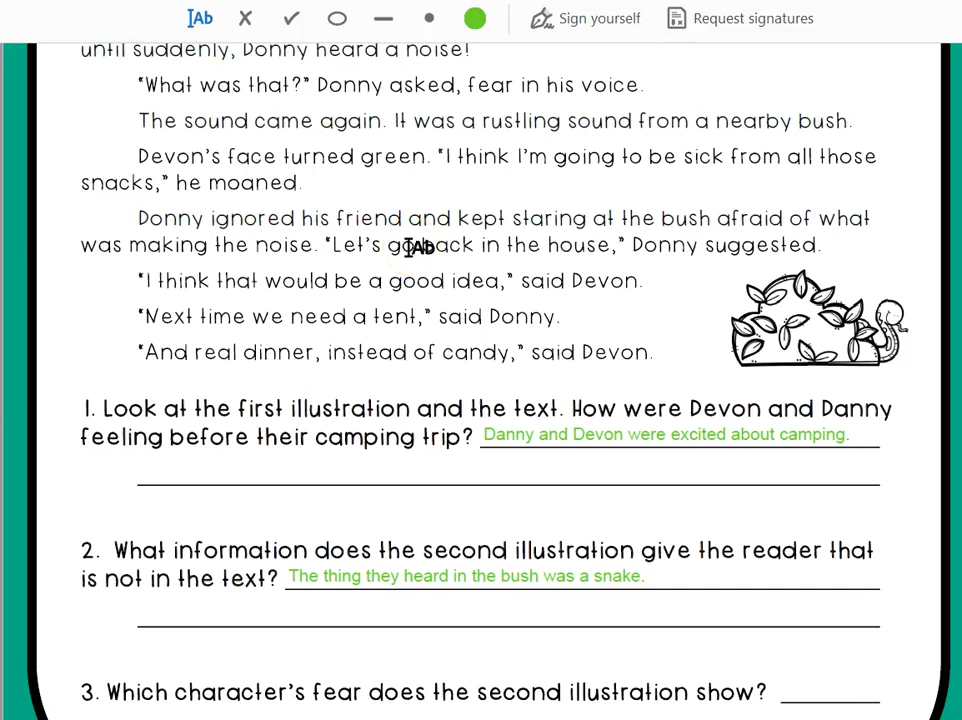 Ab Sign yourself Request signatures
until suddenly, Donny heard a noise!
"What was that?" Donny asked, fear in his voice.
The sound came again. It was a rustling sound from a nearby bush.
Devon's face turned green. "I think I'm going to be sick from all those
snacks," he moaned.
Donny ignored his friend and kept staring at the bush afraid of what
was making the noise. "Let's go back in the house," Donny suggested.
"I think that would be a good idea," said Devon.
"Next time we need a tent," said Donny.
"And real dinner, instead of candy," said Devon.
1. Look at the first illustration and the text. How were Devon and Danny
feeling before their camping trip? Danny and Devon were excited about camping.
2. What information does the second illustration give the reader that
is not in the text? The thing they heard in the bush was a snake.
3. Which character's fear does the second illustration show?